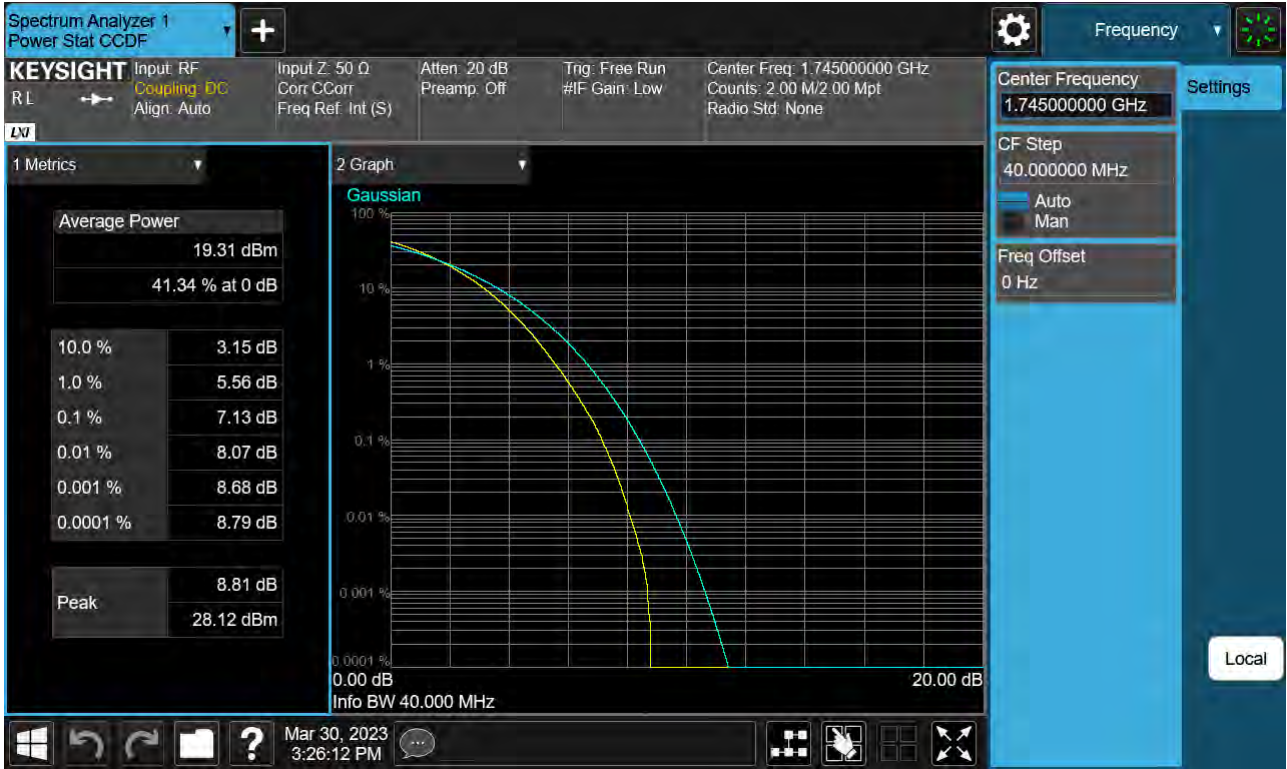 Spectrum Analyzer 1
Power Stat CCDF
Frequency
KEYSIGHT
R L
LXI
Input: RF
Coupling: DC
Align: Auto
Input Z: 50 Ω
Corr CCorr
Freq Ref: Int (S)
Atten: 20 dB
Preamp: Off
Trig: Free Run
#IF Gain: Low
Center Freq: 1.745000000 GHz
Counts: 2.00 M/2.00 Mpt
Radio Std: None
Center Frequency
1.745000000 GHz
Settings
CF Step
40.000000 MHz
Auto
Man
Freq Offset
0 Hz
1 Metrics
Average Power
19.31 dBm
41.34 % at 0 dB
10.0 % 3.15 dB
1.0 % 5.56 dB
0.1 % 7.13 dB
0.01 % 8.07 dB
0.001 % 8.68 dB
0.0001 % 8.79 dB
Peak 8.81 dB
28.12 dBm
2 Graph
Gaussian
100 %
10 %
1 %
0.1 %
0.01 %
0.001 %
0.0001 %
0.00 dB 20.00 dB
Info BW 40.000 MHz
Local
?
Mar 30, 2023
3:26:12 PM